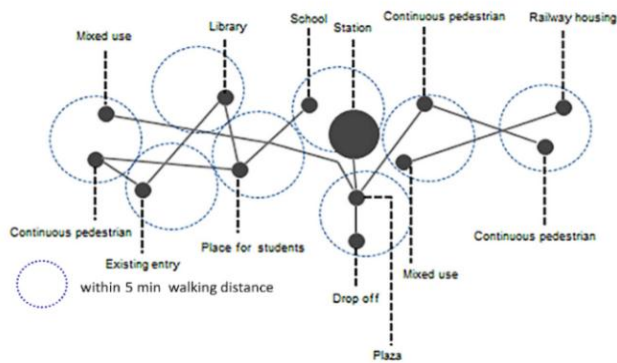 Mixed use
Library
School
Station
Continuous pedestrian
Railway housing
Continuous pedestrian
Existing entry
Place for students
Drop off
Mixed use
Continuous pedestrian
Plaza
within 5 min walking distance